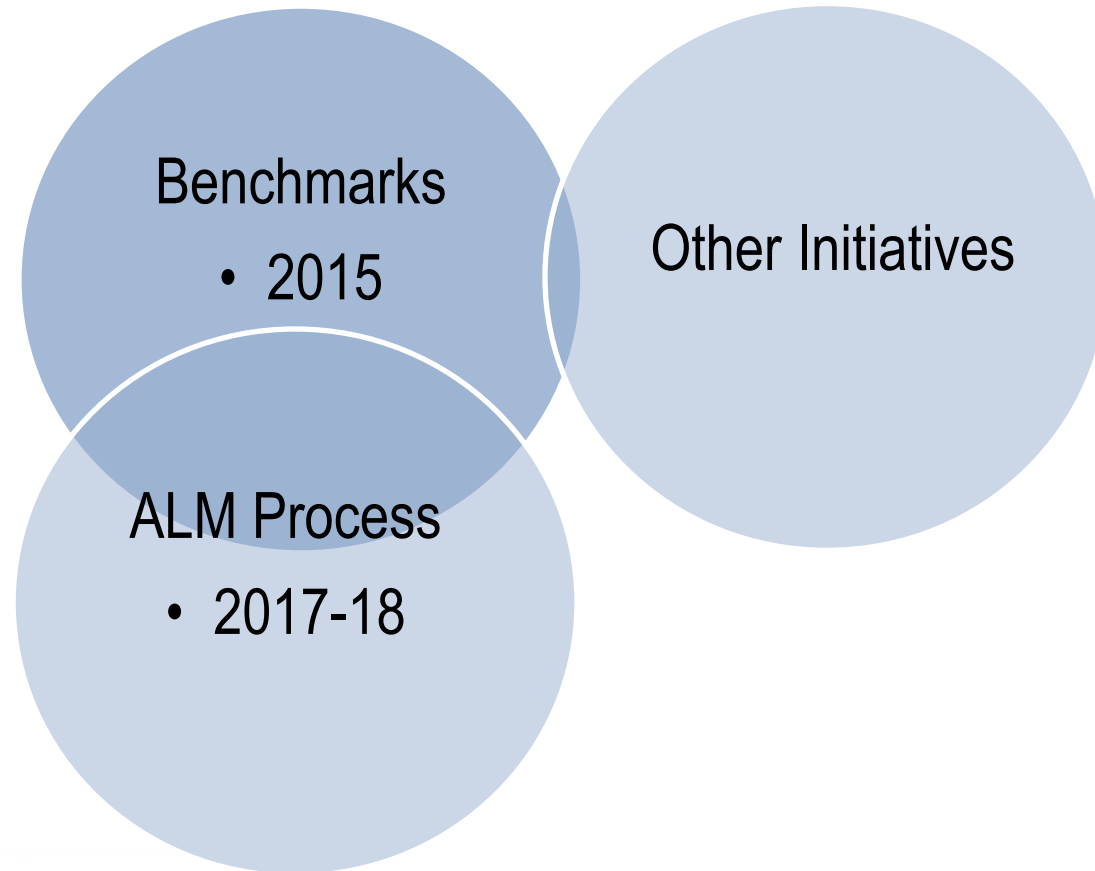 Benchmarks
• 2015
Other Initiatives
ALM Process
• 2017-18